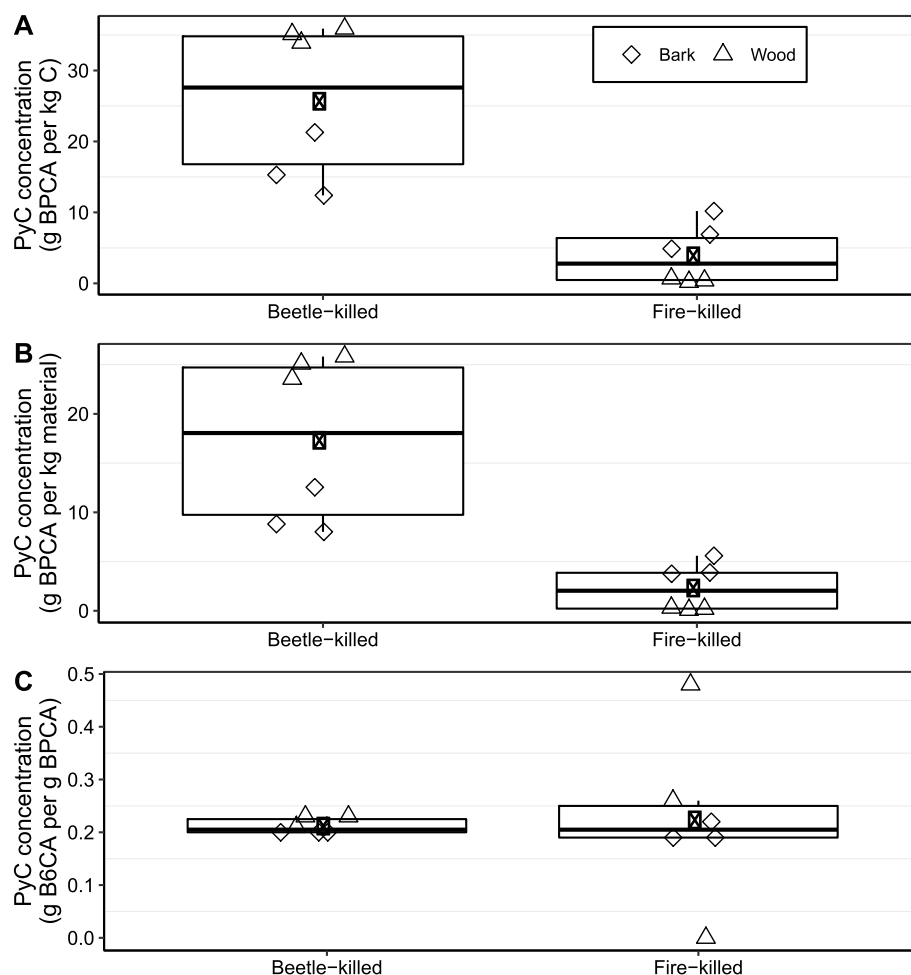 A
PyC concentration
(g BPCA per kg C)
30
20
10
0
Bark
Wood
Beetle−killed
Fire−killed
B
PyC concentration
(g BPCA per kg material)
20
10
0
Beetle−killed
Fire−killed
C
PyC concentration
(g B6CA per g BPCA)
0.5
0.4
0.3
0.2
0.1
0.0
Beetle−killed
Fire−killed